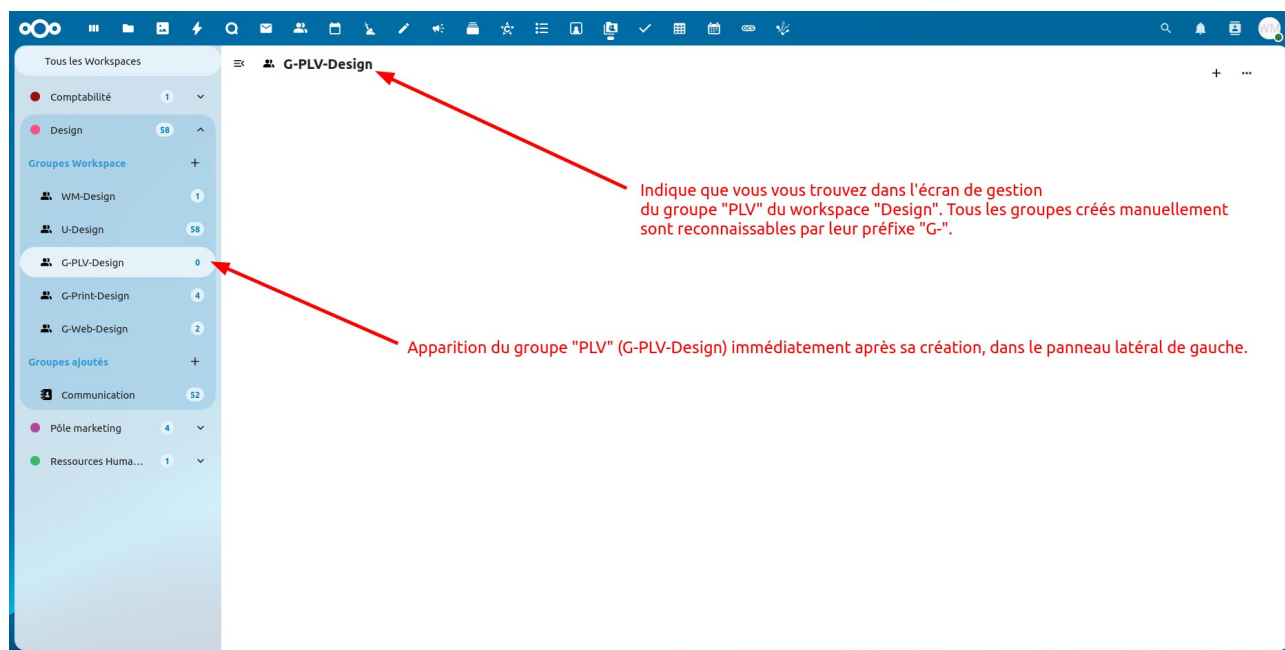 WM
Tous les Workspaces
G-PLV-Design
Comptabilité 1
Design 58
Groupes Workspace +
WM-Design 1
U-Design 58
G-PLV-Design 0
G-Print-Design 4
G-Web-Design 2
Groupes ajoutés +
Communication 52
Pôle marketing 4
Ressources Huma... 1
Indique que vous vous trouvez dans l'écran de gestion
du groupe "PLV" du workspace "Design". Tous les groupes créés manuellement
sont reconnaissables par leur préfixe "G-".
Apparition du groupe "PLV" (G-PLV-Design) immédiatement après sa création, dans le panneau latéral de gauche.